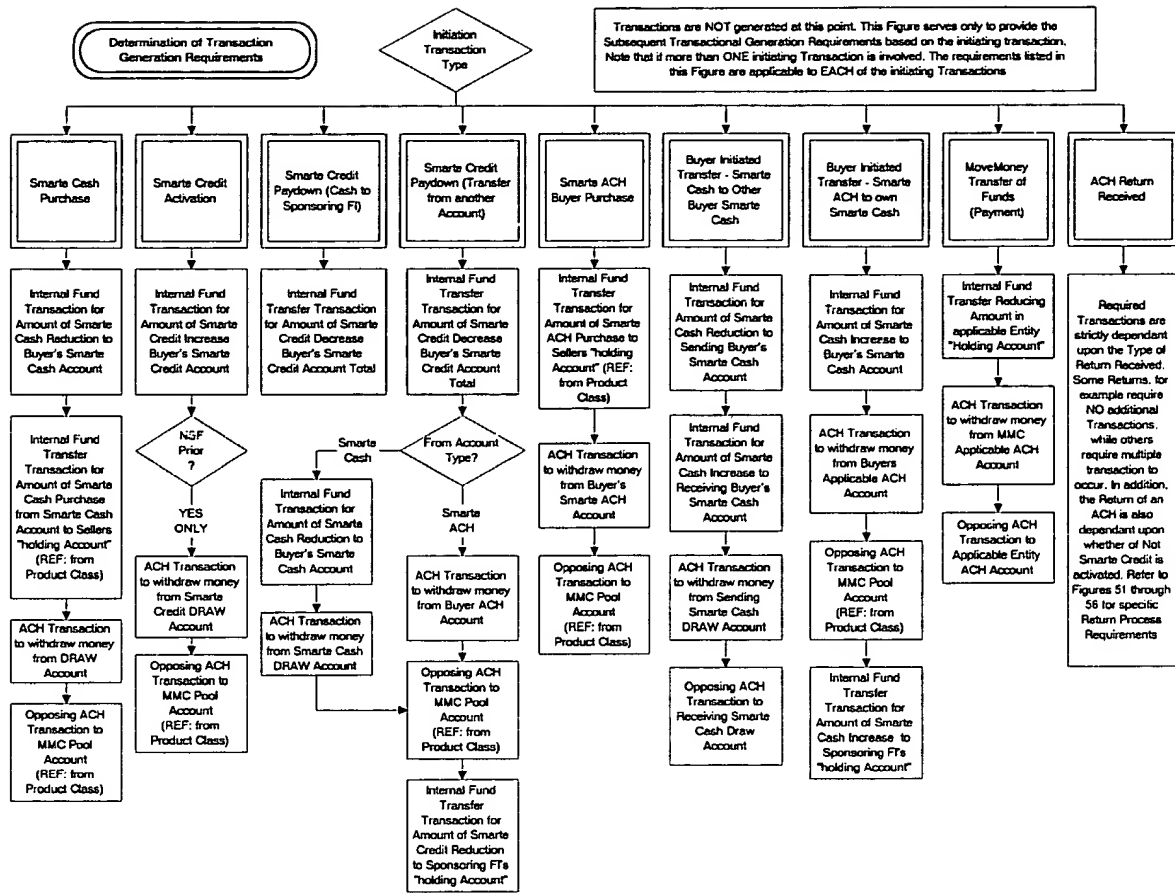 Determination of Transaction
Generation Requirements
Initiation
Transaction
Type
Transactions are NOT generated at this point. This Figure serves only to provide the
Subsequent Transactional Generation Requirements based on the initiating transaction.
Note that if more than ONE initiating Transaction is involved. The requirements listed in
this Figure are applicable to EACH of the initiating Transactions
Smarte Cash
Purchase
Smarte Credit
Activation
Smarte Credit
Paydown (Cash to
Sponsoring FI)
Smarte Credit
Paydown (Transfer
from another
Account)
Smarte ACH
Buyer Purchase
Buyer Initiated
Transfer - Smarte
Cash to Other
Buyer Smarte
Cash
Buyer Initiated
Transfer - Smarte
ACH to own
Smarte Cash
MoveMoney
Transfer of
Funds
(Payment)
ACH Return
Received
Internal Fund
Transaction for
Amount of Smarte
Cash Reduction to
Buyer's Smarte
Cash Account
Internal Fund
Transaction for
Amount of Smarte
Credit Increase
Buyer's Smarte
Credit Account
Internal Fund
Transfer Transaction
for Amount of Smarte
Credit Decrease
Buyer's Smarte
Credit Account Total
Internal Fund
Transfer
Transaction for
Amount of Smarte
Credit Decrease
Buyer's Smarte
Credit Account
Total
Internal Fund
Transfer
Transaction for
Amount of Smarte
ACH Purchase to
Sellers "holding
Account" (REF:
from Product
Class)
Internal Fund
Transaction for
Amount of Smarte
Cash Reduction to
Sending Buyer's
Smarte Cash
Account
Internal Fund
Transaction for
Amount of Smarte
Cash Increase to
Buyer's Smarte
Cash Account
Internal Fund
Transfer Reducing
Amount in
applicable Entity
"Holding Account"
Required
Transactions are
strictly dependant
upon the Type of
Return Received.
Some Returns, for
example require
NO additional
Transactions,
while others
require multiple
transaction to
occur. In addition,
the Return of an
ACH is also
dependant upon
whether of Not
Smarte Credit is
activated. Refer to
Figures 51 through
56 for specific
Return Process
Requirements
Internal Fund
Transfer
Transaction for
Amount of Smarte
Cash Purchase
from Smarte Cash
Account to Sellers
"holding Account"
(REF: from
Product Class)
ACH Transaction
to withdraw money
from DRAW
Account
Opposing ACH
Transaction to
MMC Pool
Account
(REF: from
Product Class)
NSF
Prior
?
YES
ONLY
ACH Transaction
to withdraw money
from Smarte
Credit DRAW
Account
Opposing ACH
Transaction to
MMC Pool
Account
(REF: from
Product Class)
Smarte
Cash
From Account
Type?
Internal Fund
Transaction for
Amount of Smarte
Cash Reduction to
Buyer's Smarte
Cash Account
ACH Transaction
to withdraw money
from Smarte Cash
DRAW Account
Smarte
ACH
ACH Transaction
to withdraw money
from Buyer ACH
Account
Opposing ACH
Transaction to
MMC Pool
Account
(REF: from
Product Class)
Internal Fund
Transfer
Transaction for
Amount of Smarte
Credit Reduction
to Sponsoring FI's
"holding Account"
ACH Transaction
to withdraw money
from Buyer's
Smarte ACH
Account
Opposing ACH
Transaction to
MMC Pool
Account
(REF: from
Product Class)
Internal Fund
Transaction for
Amount of Smarte
Cash Increase to
Receiving Buyer's
Smarte Cash
Account
ACH Transaction
to withdraw money
from Sending
Smarte Cash
DRAW Account
Opposing ACH
Transaction to
Receiving Smarte
Cash Draw
Account
ACH Transaction
to withdraw money
from Buyers
Applicable ACH
Account
Opposing ACH
Transaction to
MMC Pool
Account
(REF: from
Product Class)
Internal Fund
Transfer
Transaction for
Amount of Smarte
Cash Increase to
Sponsoring FI's
"holding Account"
ACH Transaction
to withdraw money
from MMC
Applicable ACH
Account
Opposing ACH
Transaction to
Applicable Entity
ACH Account